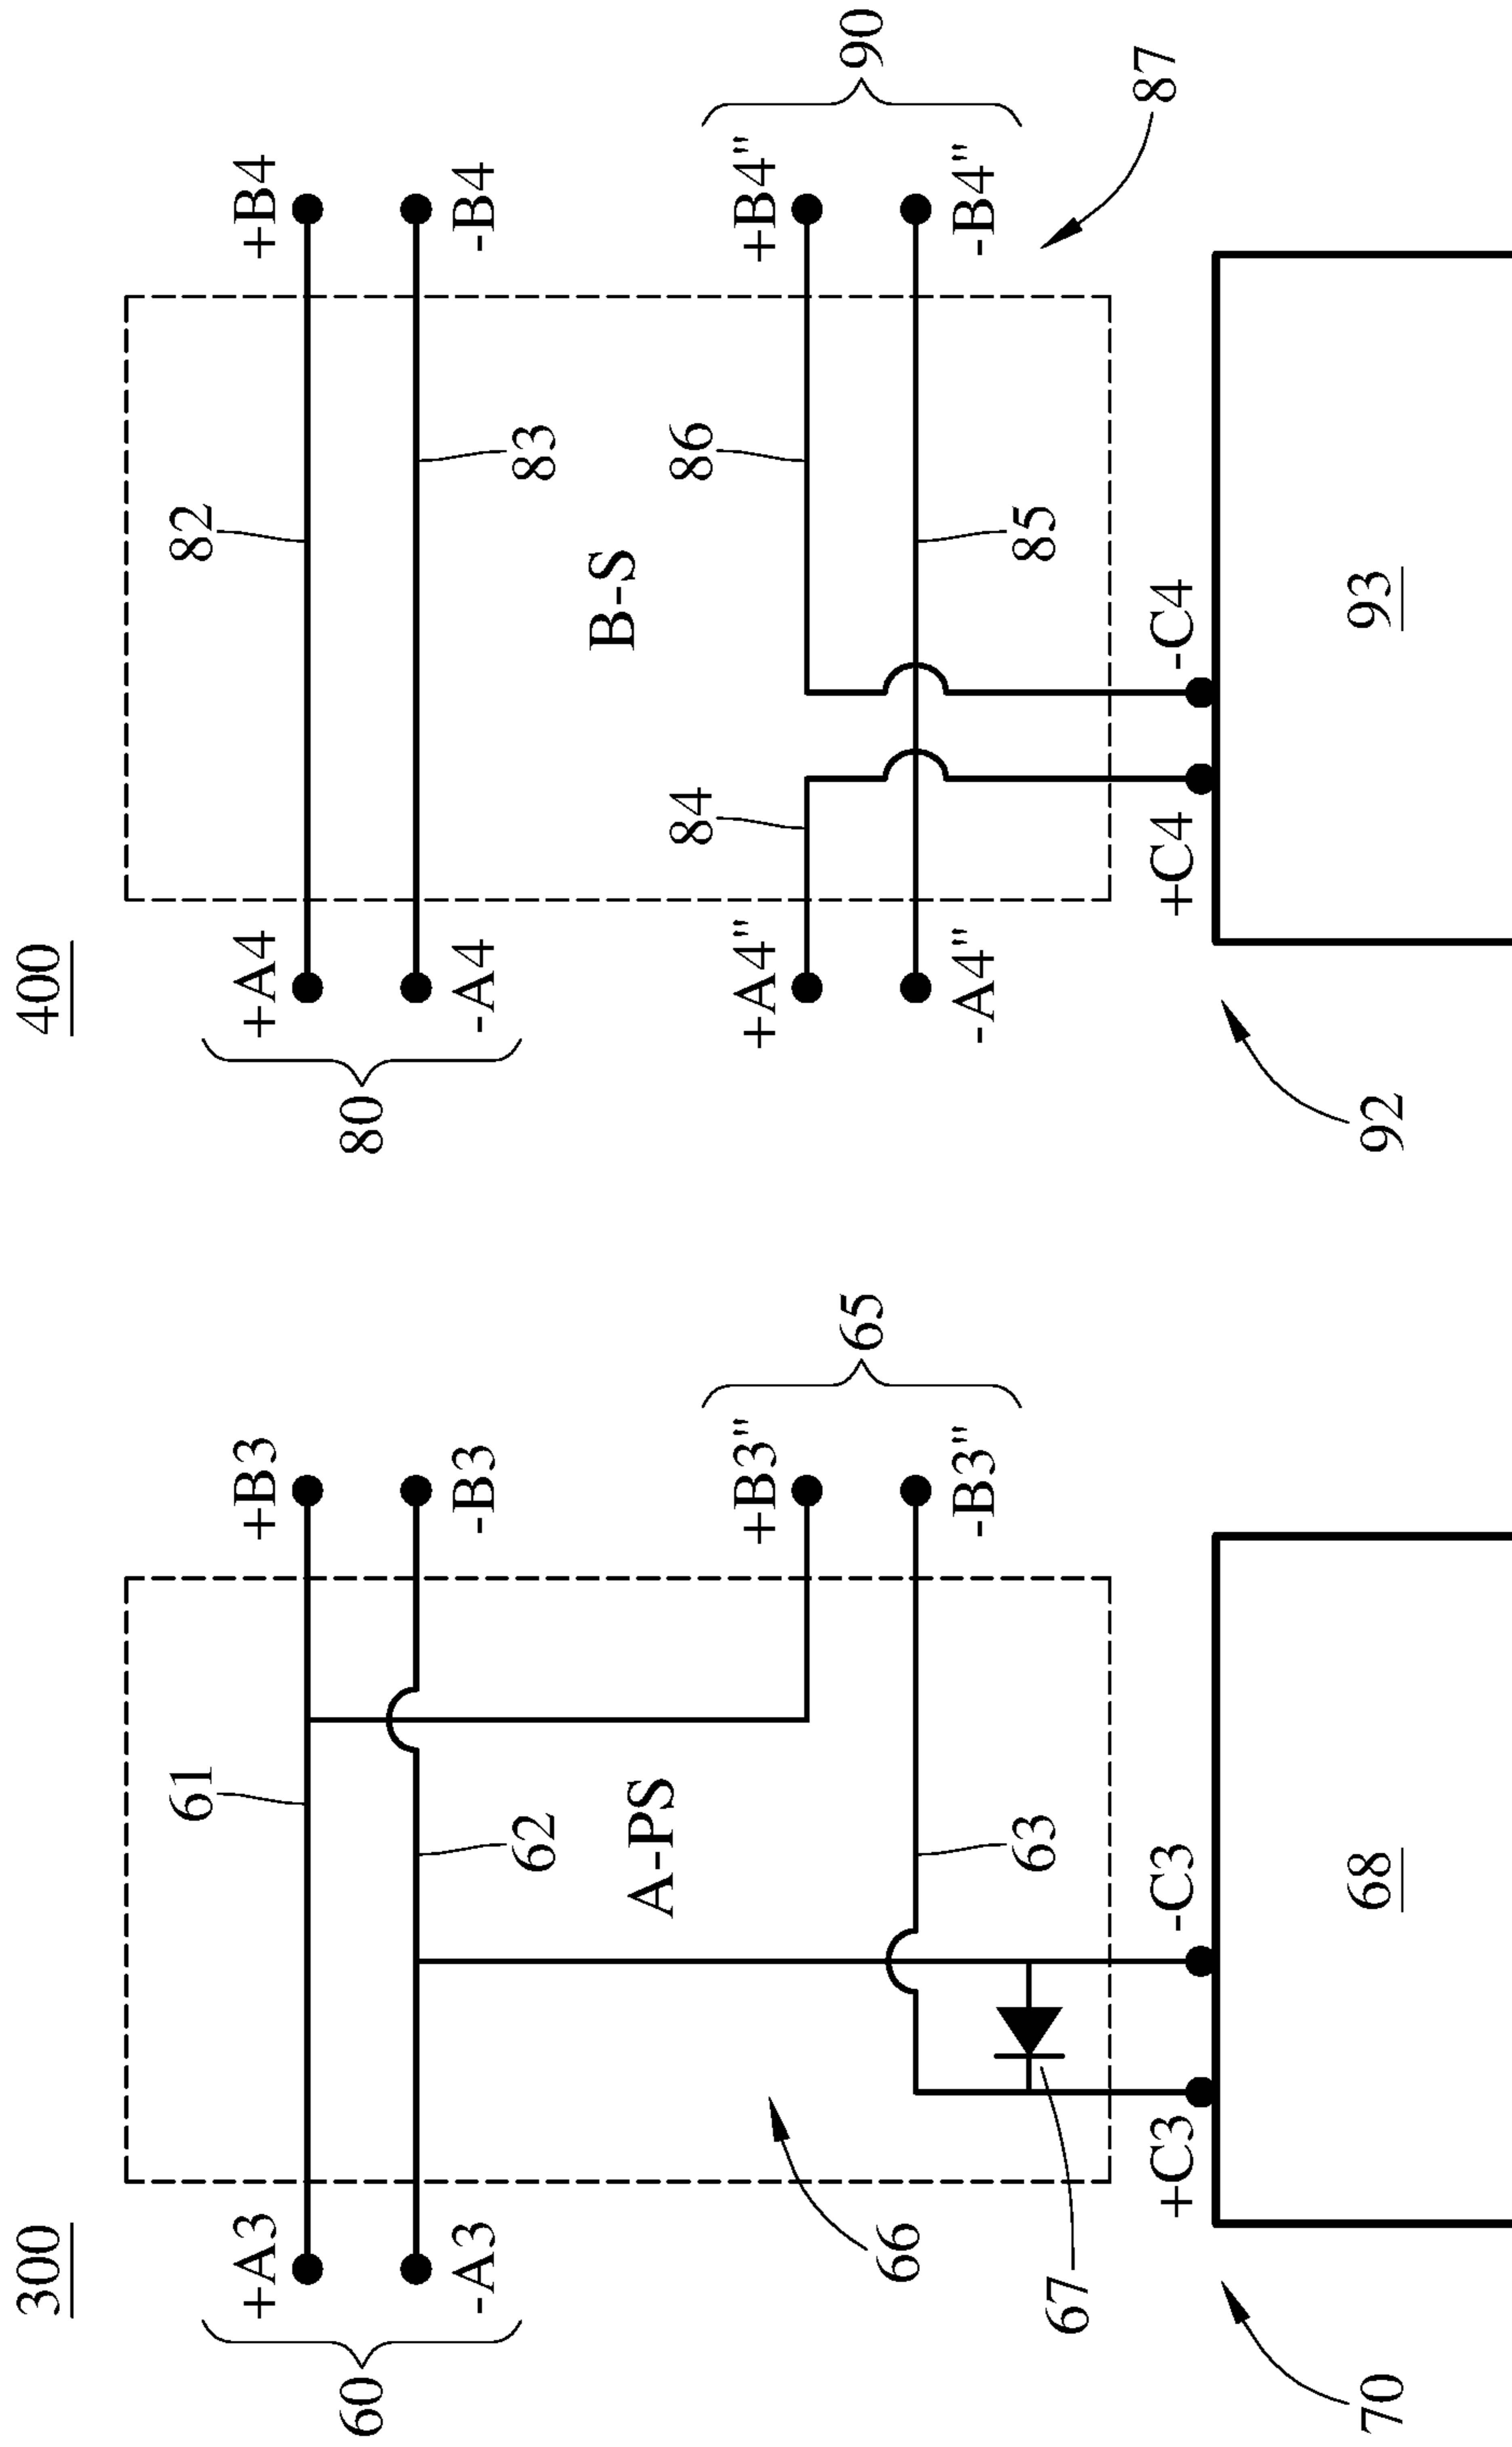 300
+A3
-A3
60
61
62
A-PS
63
66
67
+B3
-B3
+B3"
-B3"
65
+C3
-C3
68
70
400
+A4
-A4
80
82
83
B-S
+A4"
-A4"
84
85
86
+B4
-B4
+B4"
-B4"
90
87
+C4
-C4
93
92